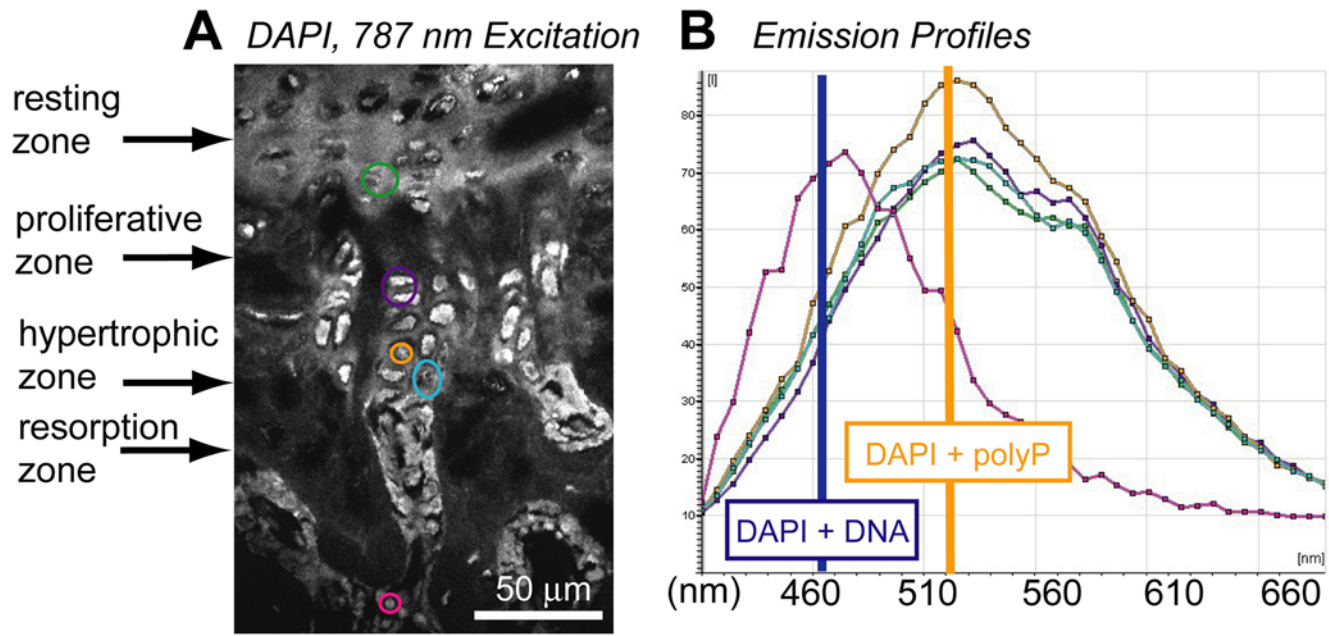 A DAPI, 787 nm Excitation
resting
zone
proliferative
zone
hypertrophic
zone
resorption
zone
50 μm
B Emission Profiles
[I]
80
70
60
50
40
30
20
10
DAPI + polyP
DAPI + DNA
[nm]
(nm) 460 510 560 610 660